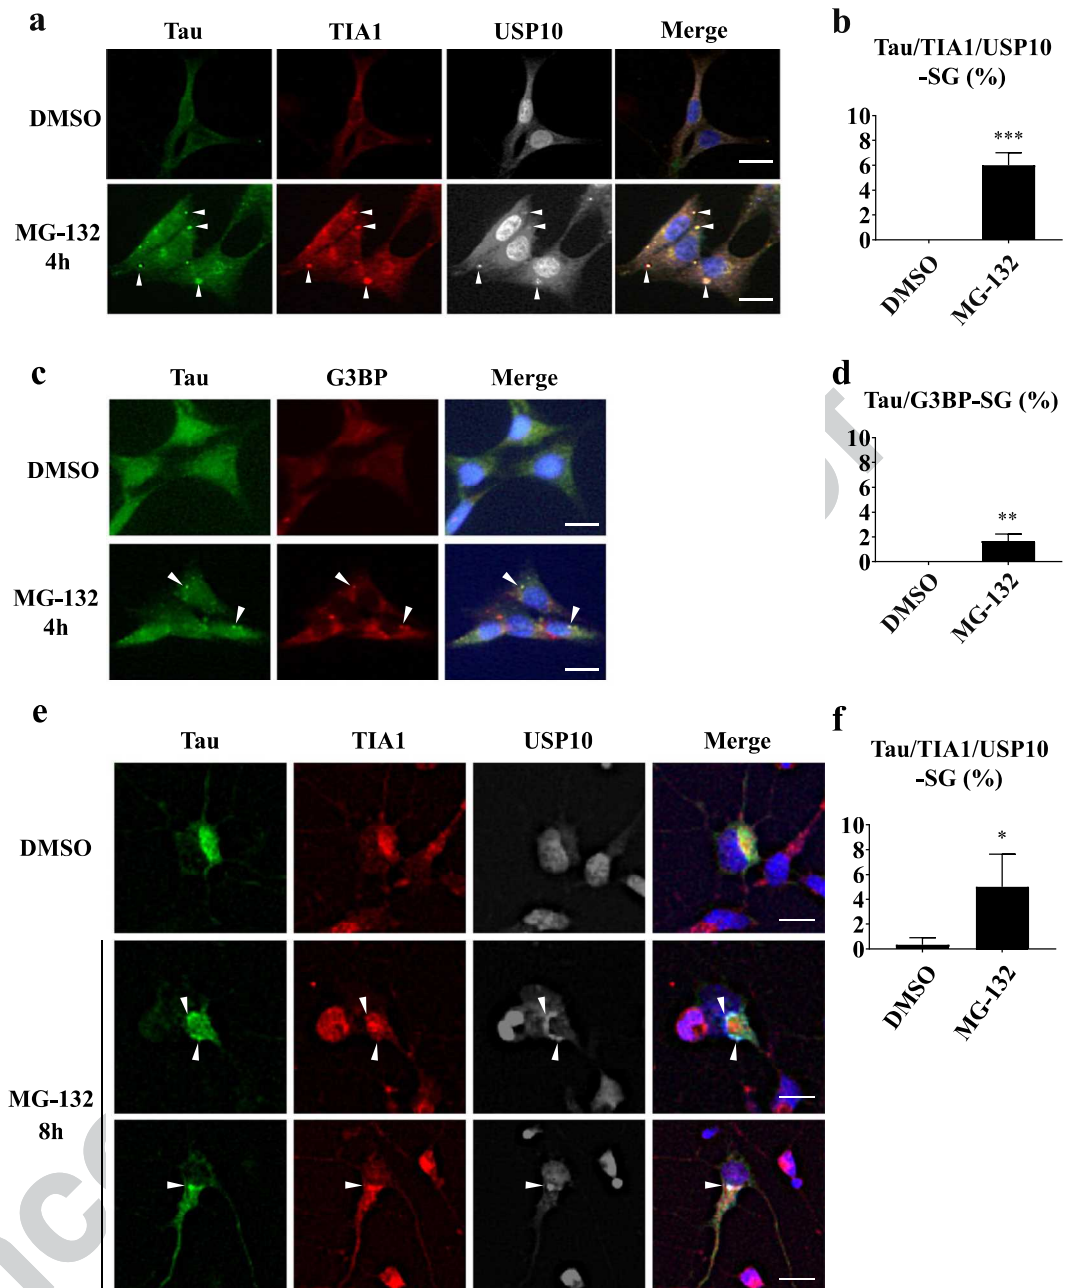 a
Tau TIA1 USP10 Merge
DMSO
MG-132
4h
b
Tau/TIA1/USP10
-SG (%)
10
8
6
4
2
0
***
DMSO MG-132
c
Tau G3BP Merge
DMSO
MG-132
4h
d
Tau/G3BP-SG (%)
10
8
6
4
2
0
**
DMSO MG-132
e
Tau TIA1 USP10 Merge
DMSO
MG-132
8h
f
Tau/TIA1/USP10
-SG (%)
10
8
6
4
2
0
*
DMSO MG-132